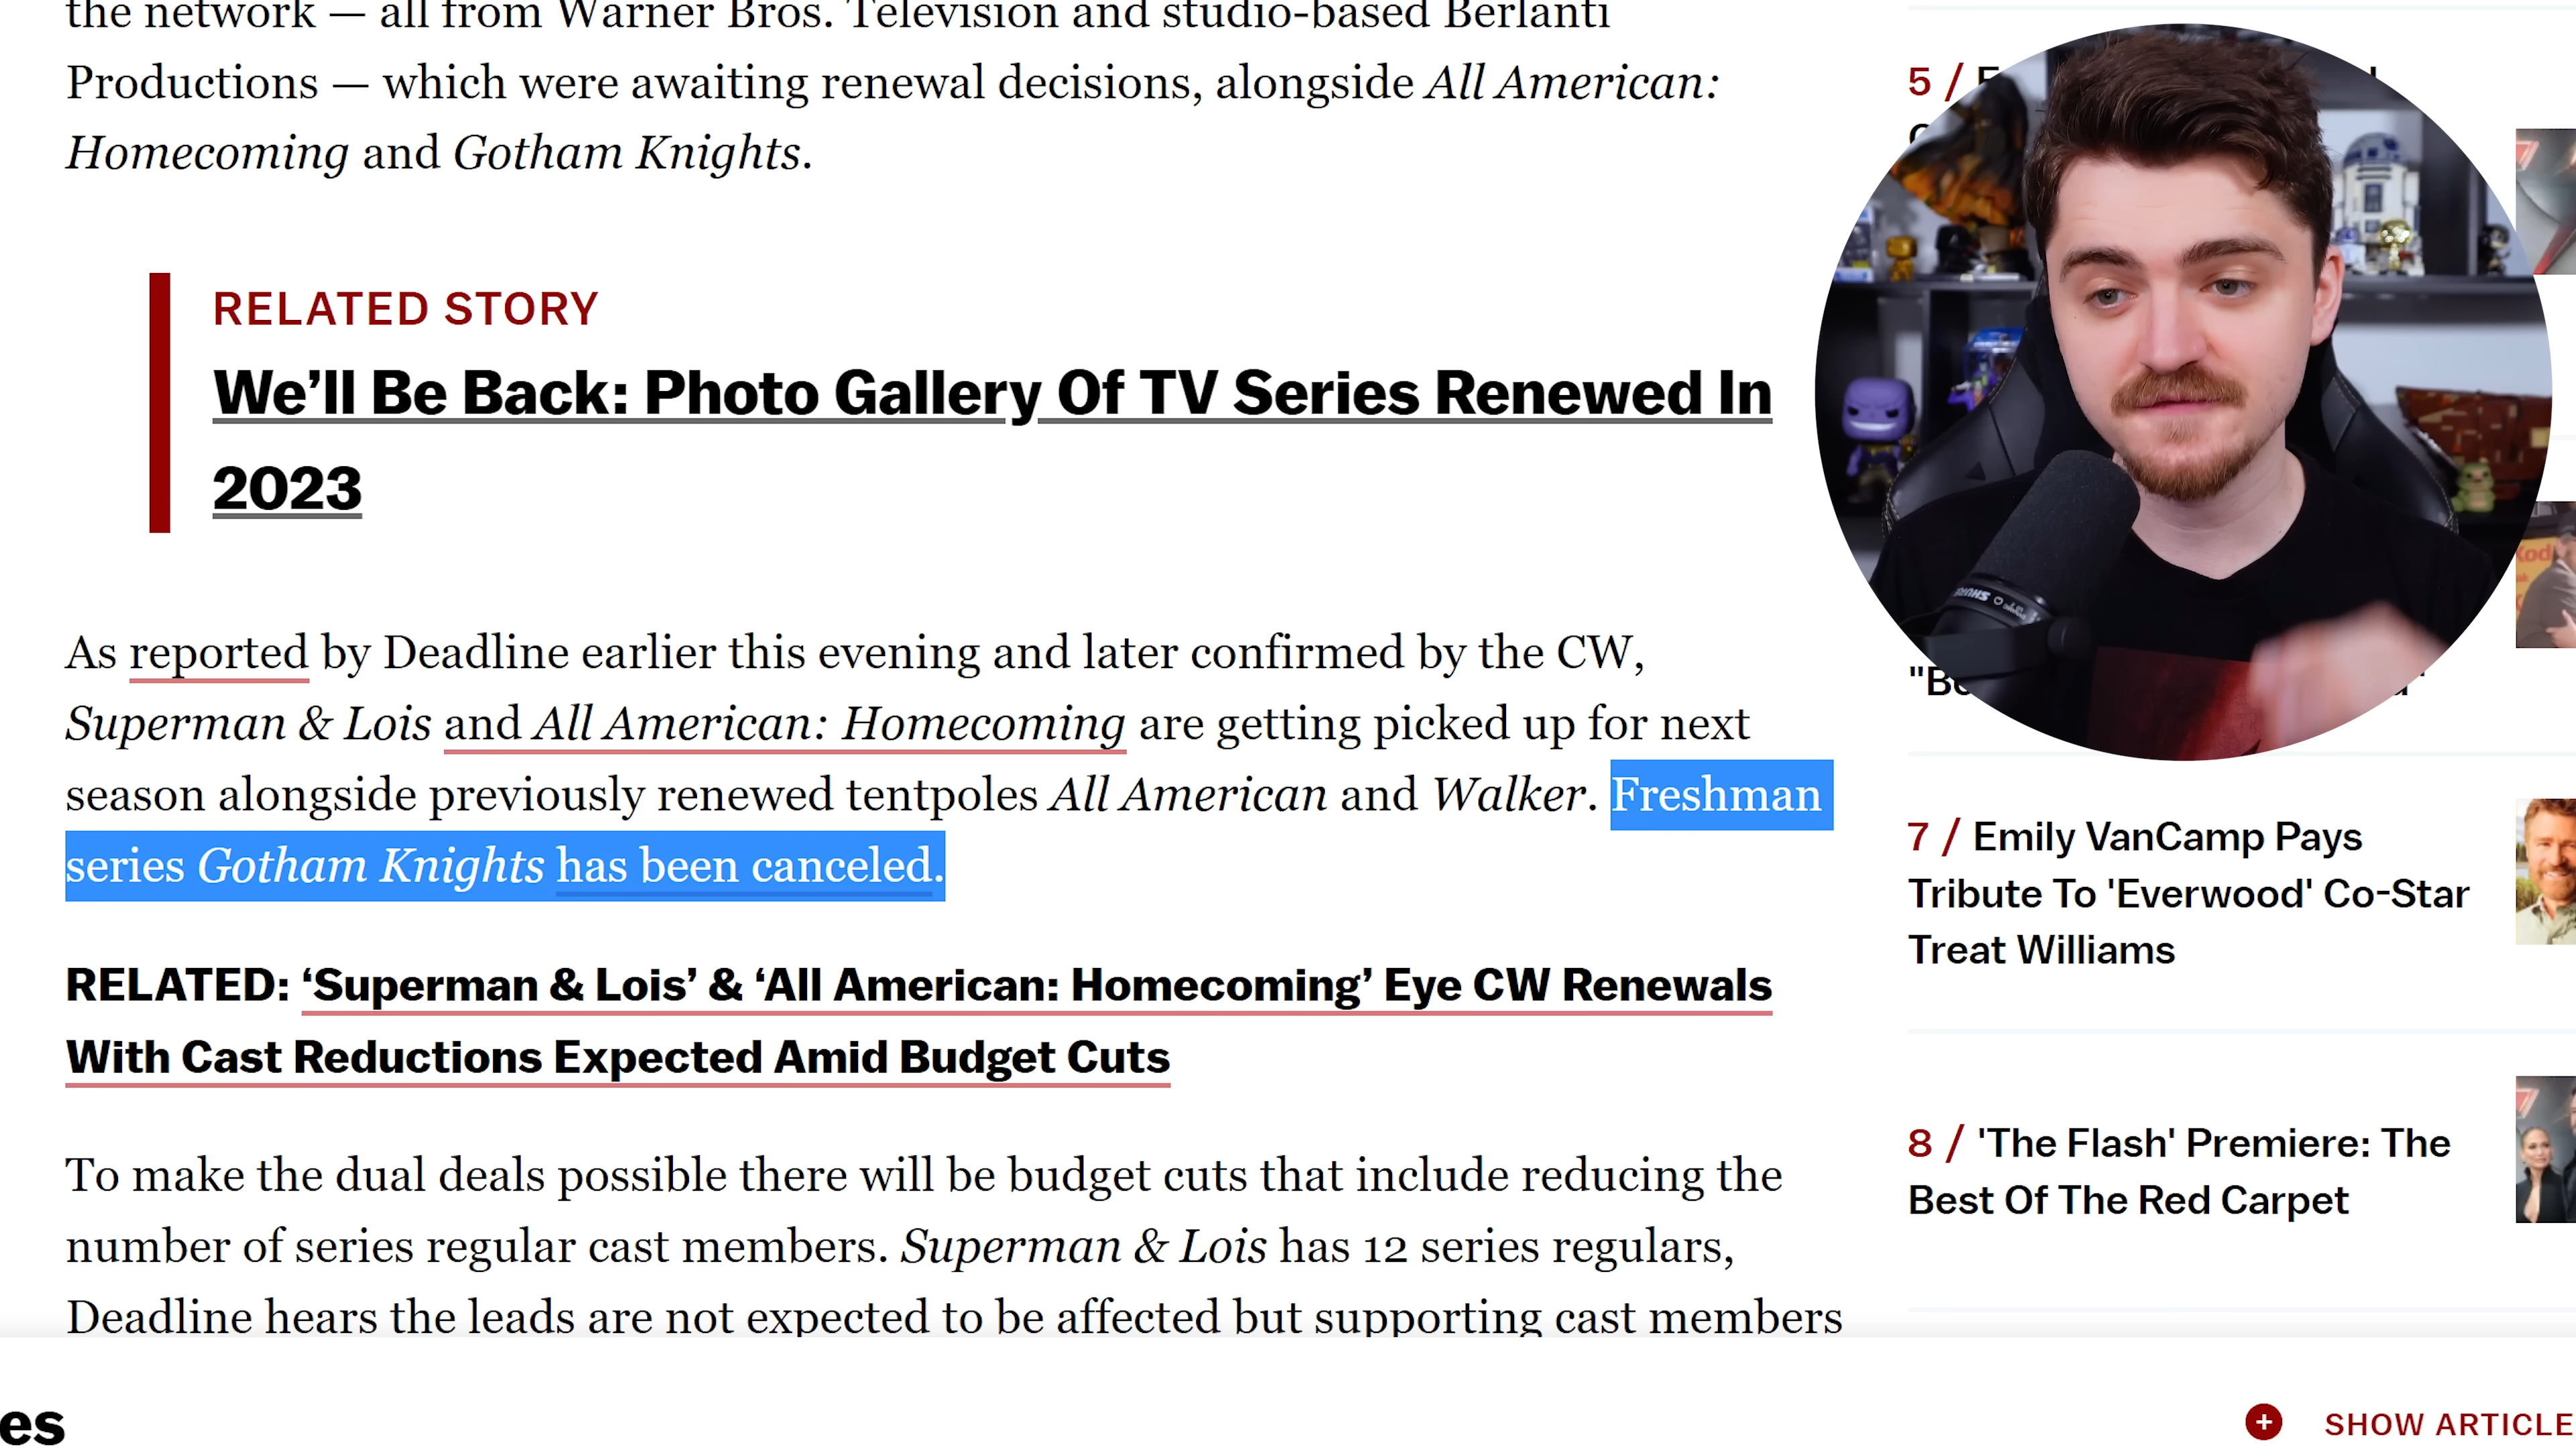 the network — all from Warner Bros. Television and studio-based Berlanti
Productions — which were awaiting renewal decisions, alongside All American:
Homecoming and Gotham Knights.
RELATED STORY
We’ll Be Back: Photo Gallery Of TV Series Renewed In
2023
As reported by Deadline earlier this evening and later confirmed by the CW,
Superman & Lois and All American: Homecoming are getting picked up for next
season alongside previously renewed tentpoles All American and Walker. Freshman
series Gotham Knights has been canceled.
RELATED: ‘Superman & Lois’ & ‘All American: Homecoming’ Eye CW Renewals
With Cast Reductions Expected Amid Budget Cuts
To make the dual deals possible there will be budget cuts that include reducing the
number of series regular cast members. Superman & Lois has 12 series regulars,
Deadline hears the leads are not expected to be affected but supporting cast members
5 /
SHURE
7 / Emily VanCamp Pays
Tribute To 'Everwood' Co-Star
Treat Williams
8 / 'The Flash' Premiere: The
Best Of The Red Carpet
es
SHOW ARTICLE